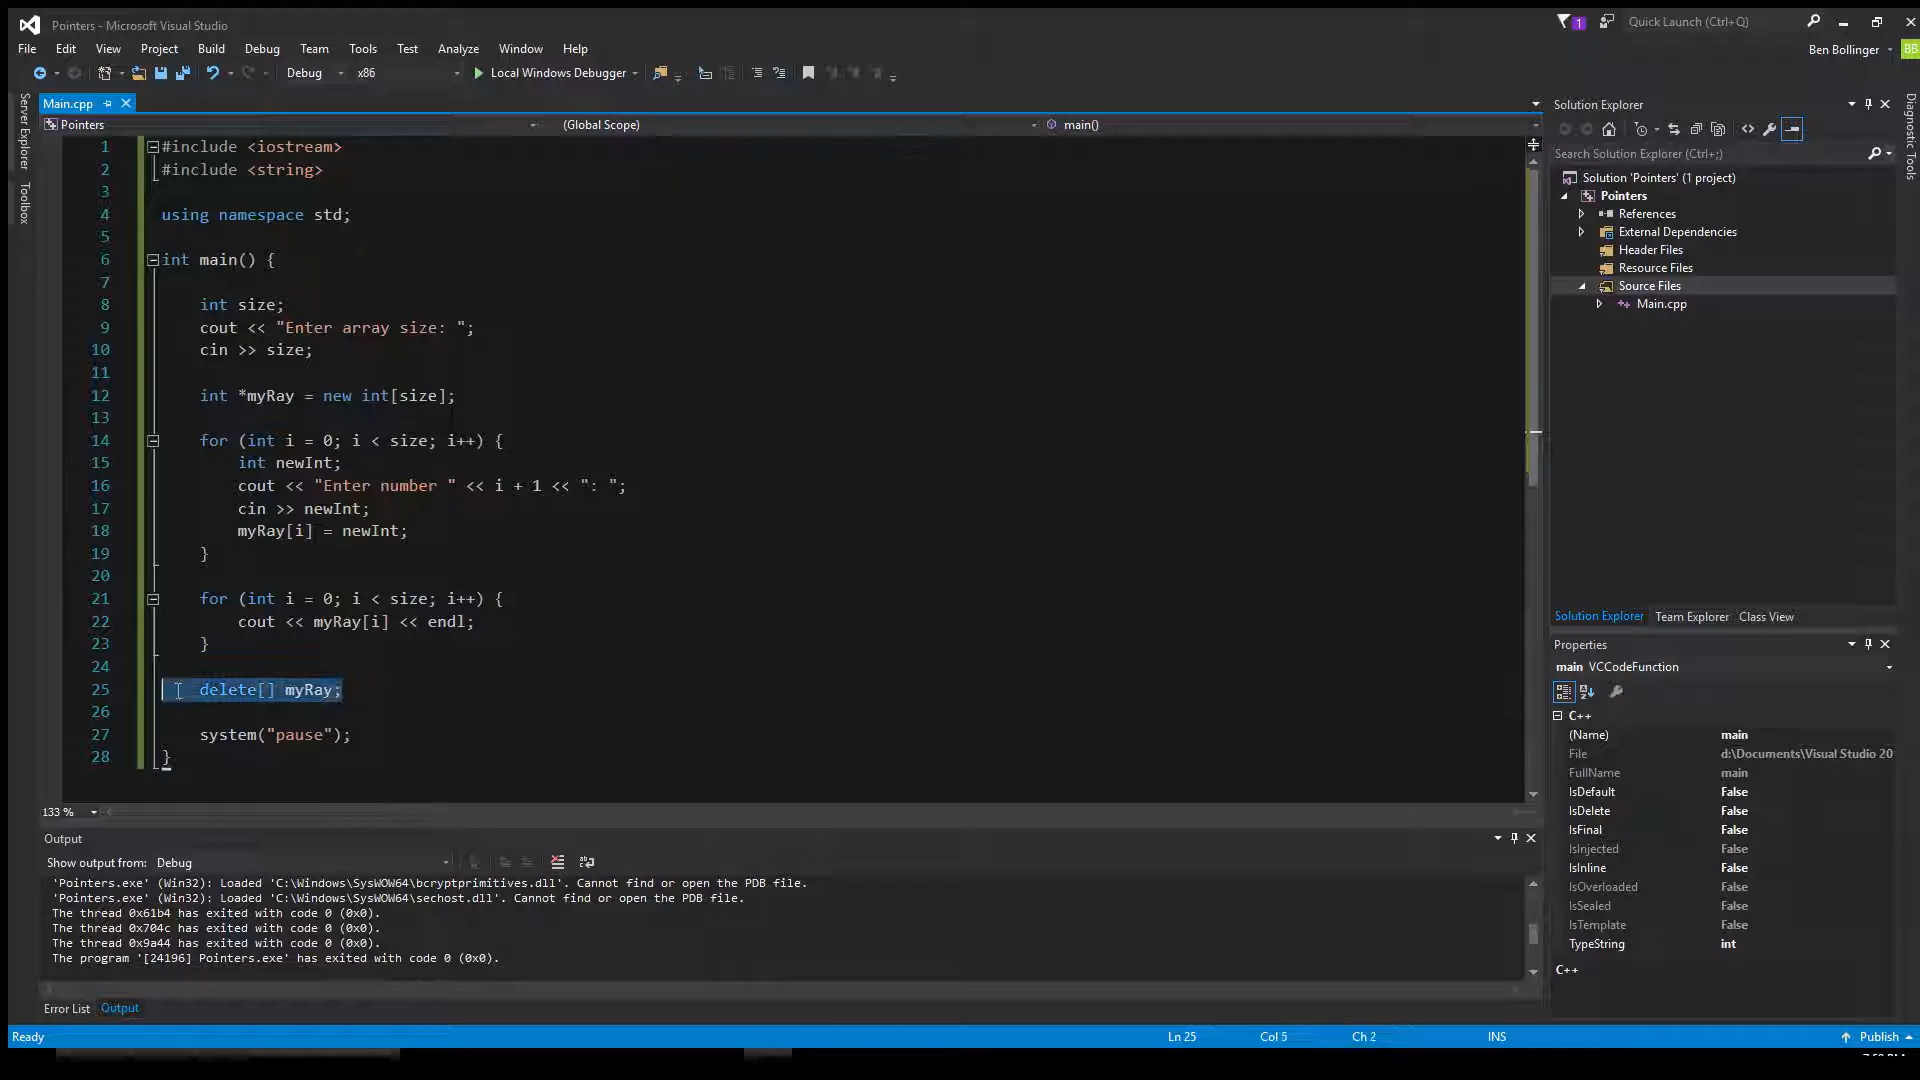 Pointers - Microsoft Visual Studio
1
Quick Launch (Ctrl+Q)
File Edit View Project Build Debug Team Tools Test Analyze Window Help
Ben Bollinger
BB
Debug x86 Local Windows Debugger
Server Explorer
Toolbox
Main.cpp
Pointers (Global Scope) main()
1 #include <iostream>
2 #include <string>
3
4 using namespace std;
5
6 int main() {
7
8 int size;
9 cout << "Enter array size: ";
10 cin >> size;
11
12 int *myRay = new int[size];
13
14 for (int i = 0; i < size; i++) {
15 int newInt;
16 cout << "Enter number " << i + 1 << ": ";
17 cin >> newInt;
18 myRay[i] = newInt;
19 }
20
21 for (int i = 0; i < size; i++) {
22 cout << myRay[i] << endl;
23 }
24
25 delete[] myRay;
26
27 system("pause");
28 }
133 %
Output
Show output from: Debug
'Pointers.exe' (Win32): Loaded 'C:\Windows\SysWOW64\bcryptprimitives.dll'. Cannot find or open the PDB file.
'Pointers.exe' (Win32): Loaded 'C:\Windows\SysWOW64\sechost.dll'. Cannot find or open the PDB file.
The thread 0x61b4 has exited with code 0 (0x0).
The thread 0x704c has exited with code 0 (0x0).
The thread 0x9a44 has exited with code 0 (0x0).
The program '[24196] Pointers.exe' has exited with code 0 (0x0).
Error List Output
Solution Explorer
Search Solution Explorer (Ctrl+;)
Solution 'Pointers' (1 project)
Pointers
References
External Dependencies
Header Files
Resource Files
Source Files
Main.cpp
Solution Explorer Team Explorer Class View
Properties
main VCCodeFunction
C++
(Name) main
File d:\Documents\Visual Studio 20
FullName main
IsDefault False
IsDelete False
IsFinal False
IsInjected False
IsInline False
IsOverloaded False
IsSealed False
IsTemplate False
TypeString int
C++
Diagnostic Tools
Ready Ln 25 Col 5 Ch 2 INS Publish